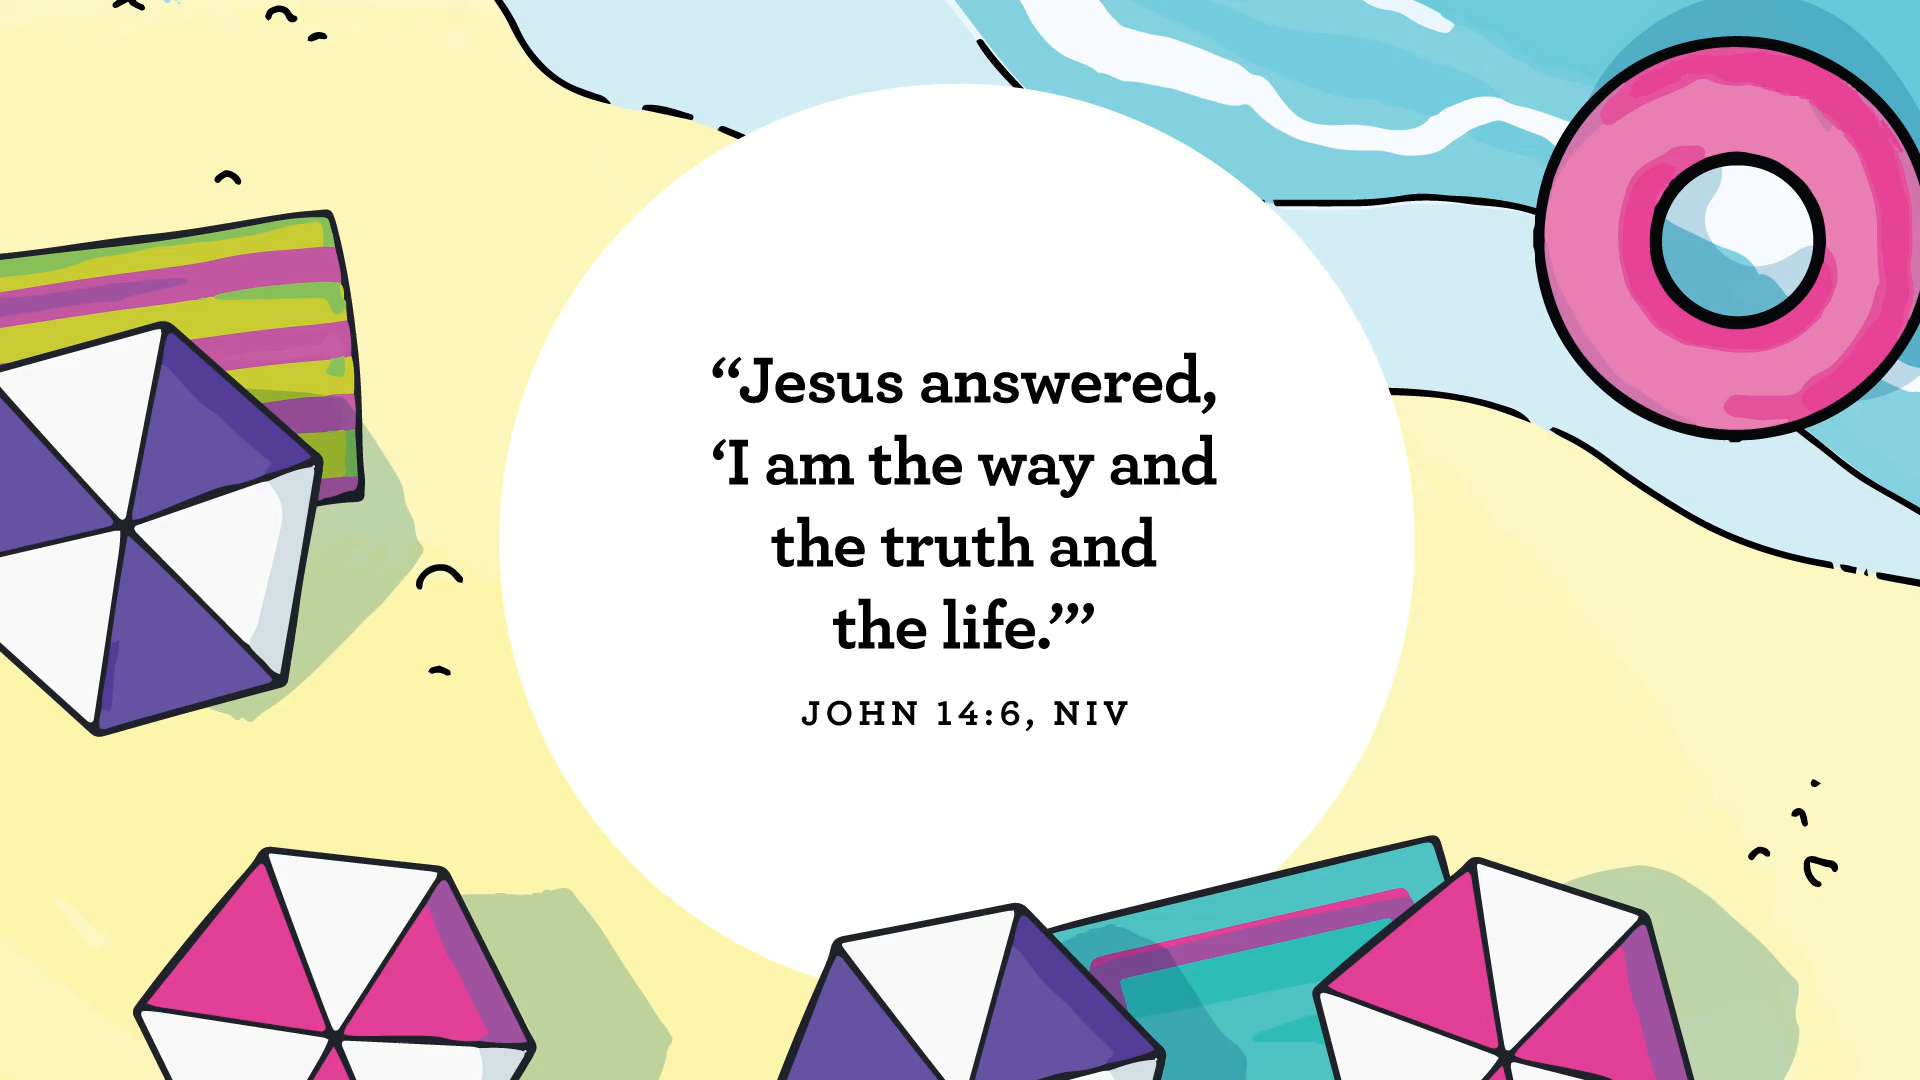 “Jesus answered,
‘I am the way and
the truth and
the life.’”
JOHN 14:6, NIV